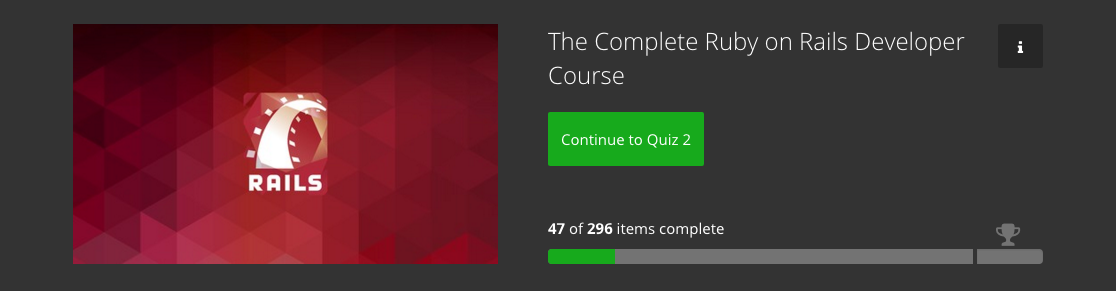 The Complete Ruby on Rails Developer
Course
Continue to Quiz 2
RAILS
47 of 296 items complete